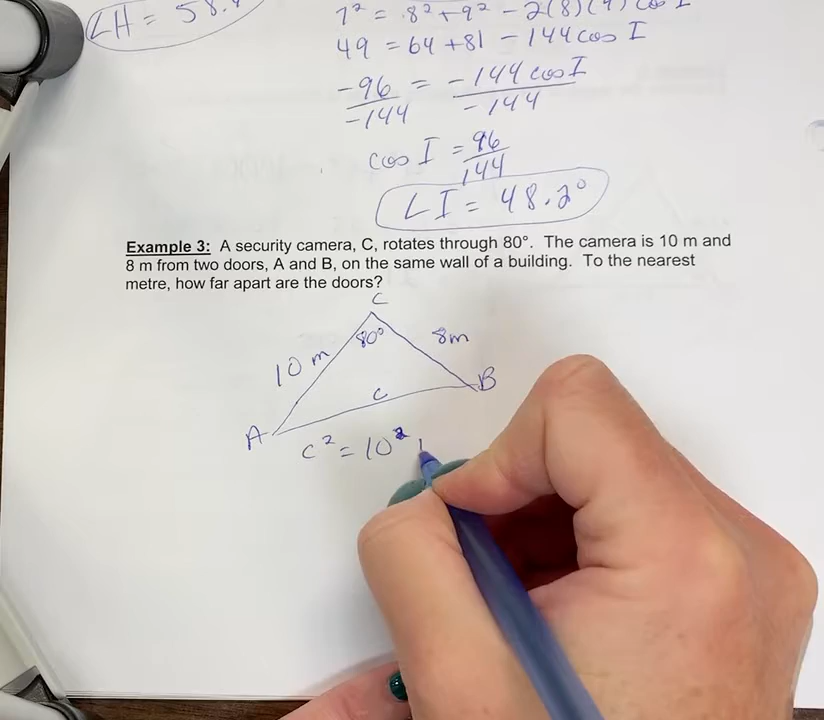 ∠H = 58.
7² = 8² + 9² - 2(8)(9) cos I
49 = 64 + 81 - 144 cos I
-96 = -144 cos I
-144 -144
cos I = 96
144
∠I = 48.2°
Example 3: A security camera, C, rotates through 80°. The camera is 10 m and
8 m from two doors, A and B, on the same wall of a building. To the nearest
metre, how far apart are the doors?
C
80°
10 m
8m
c
B
A
c² = 10²